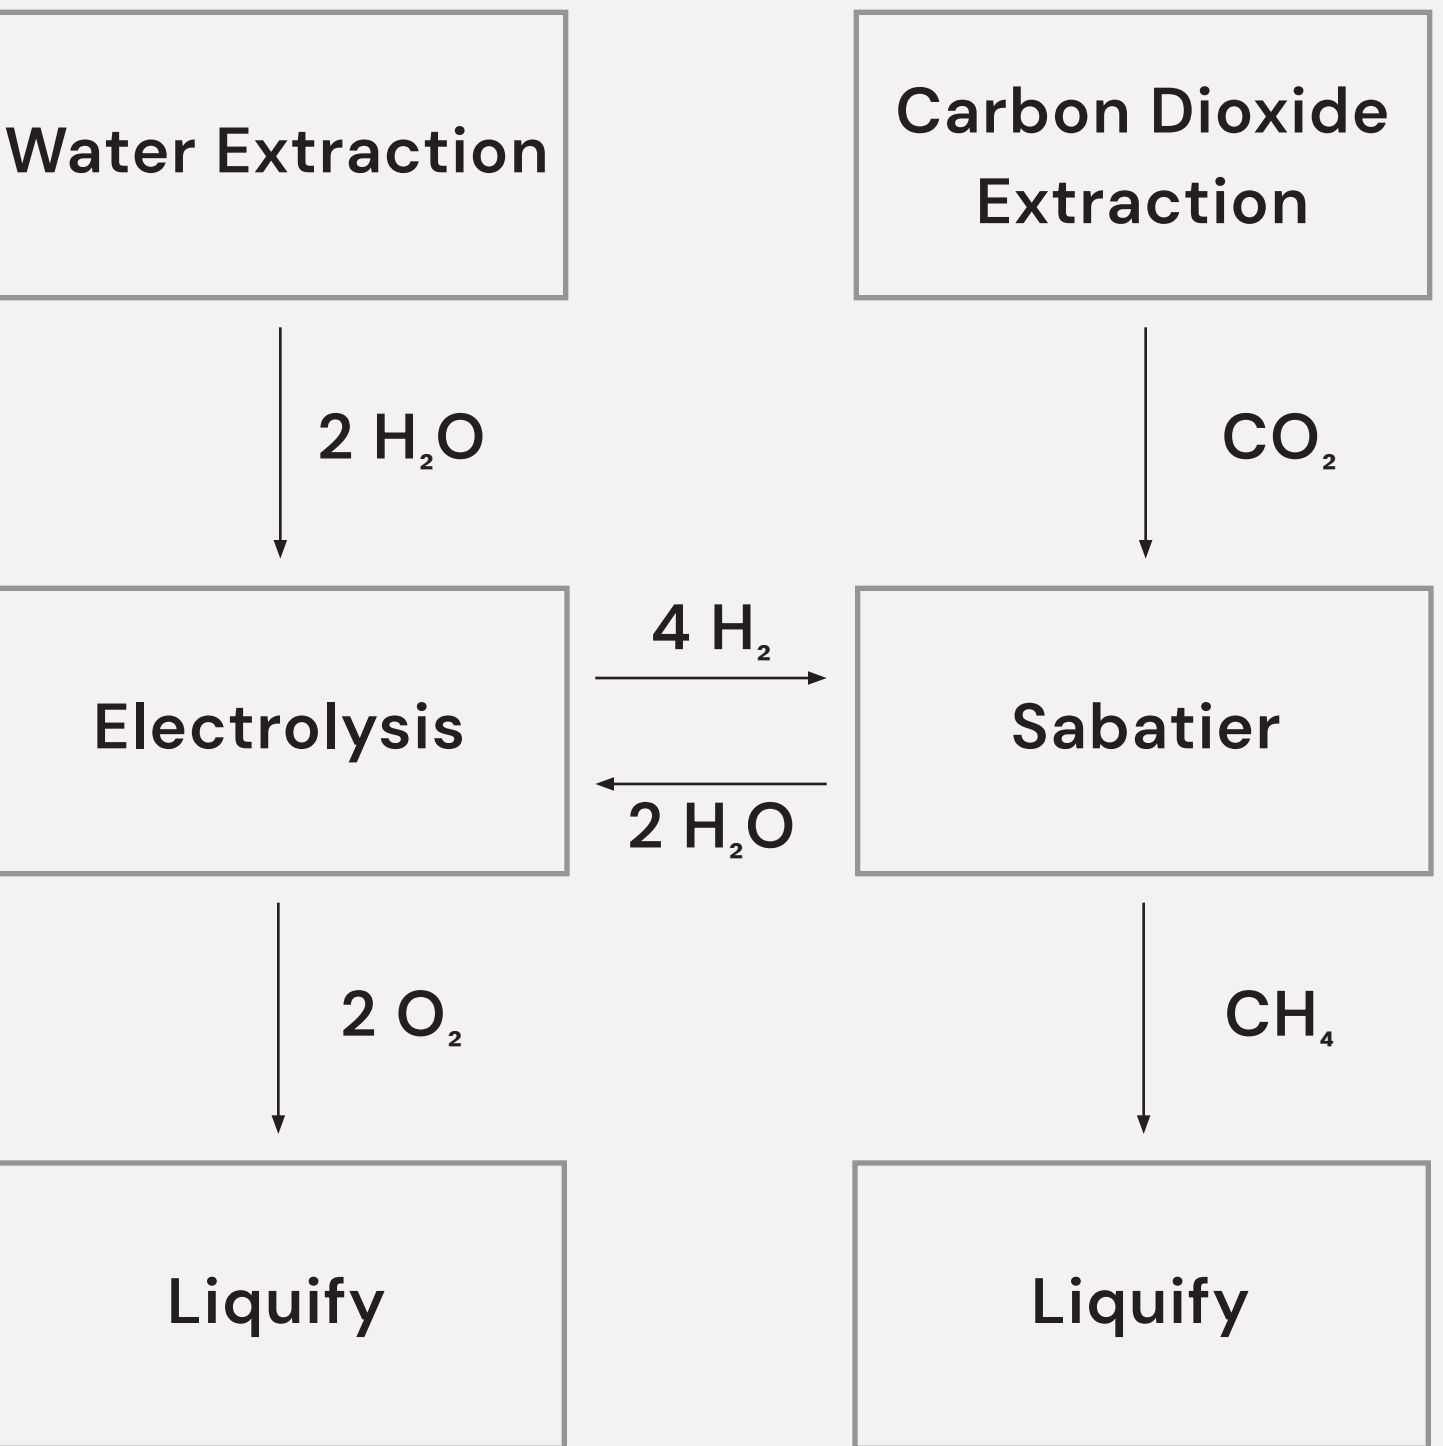 Water Extraction
Carbon Dioxide
Extraction
2 H₂O
CO₂
4 H₂
Electrolysis
Sabatier
2 H₂O
2 O₂
CH₄
Liquify
Liquify